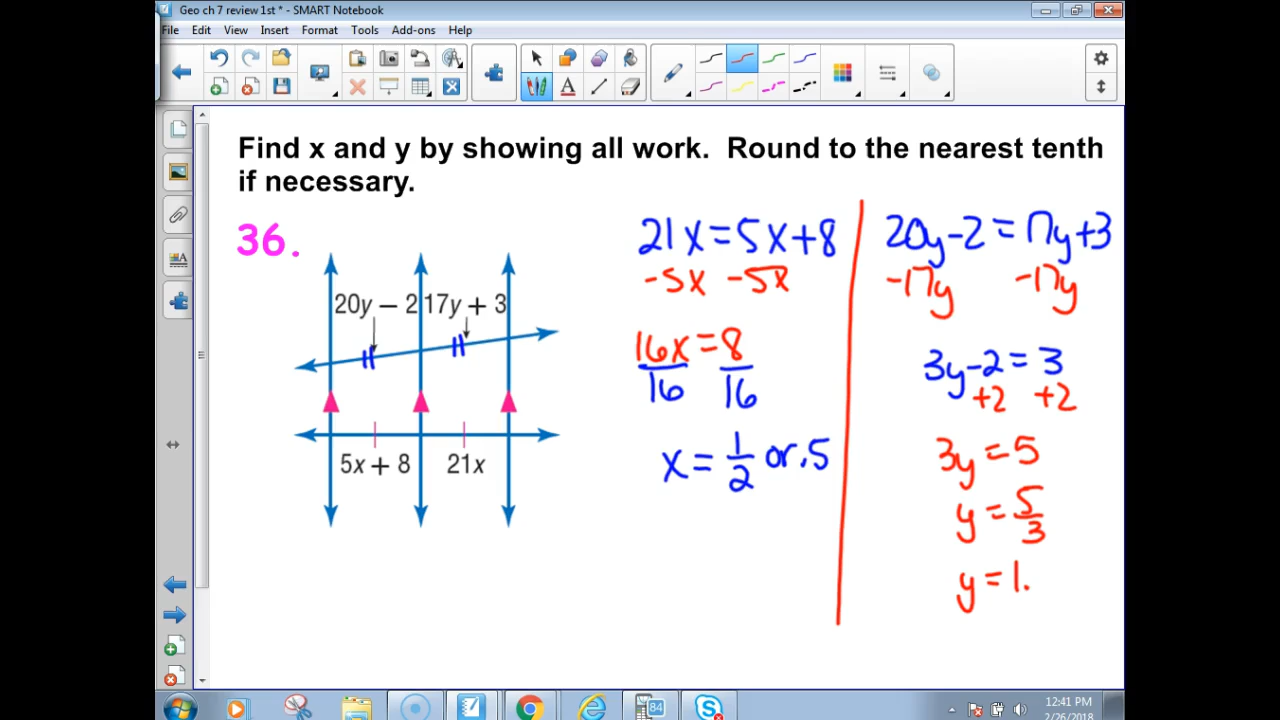 Geo ch 7 review 1st * - SMART Notebook
File Edit View Insert Format Tools Add-ons Help
Find x and y by showing all work. Round to the nearest tenth
if necessary.
36.
20y – 2 17y + 3
5x + 8 21x
21x = 5x + 8
-5x -5x
16x = 8
16 16
x = 1/2 or .5
20y - 2 = 17y + 3
-17y -17y
3y - 2 = 3
+2 +2
3y = 5
y = 5/3
y = 1.
84
12:41 PM
2/26/2018